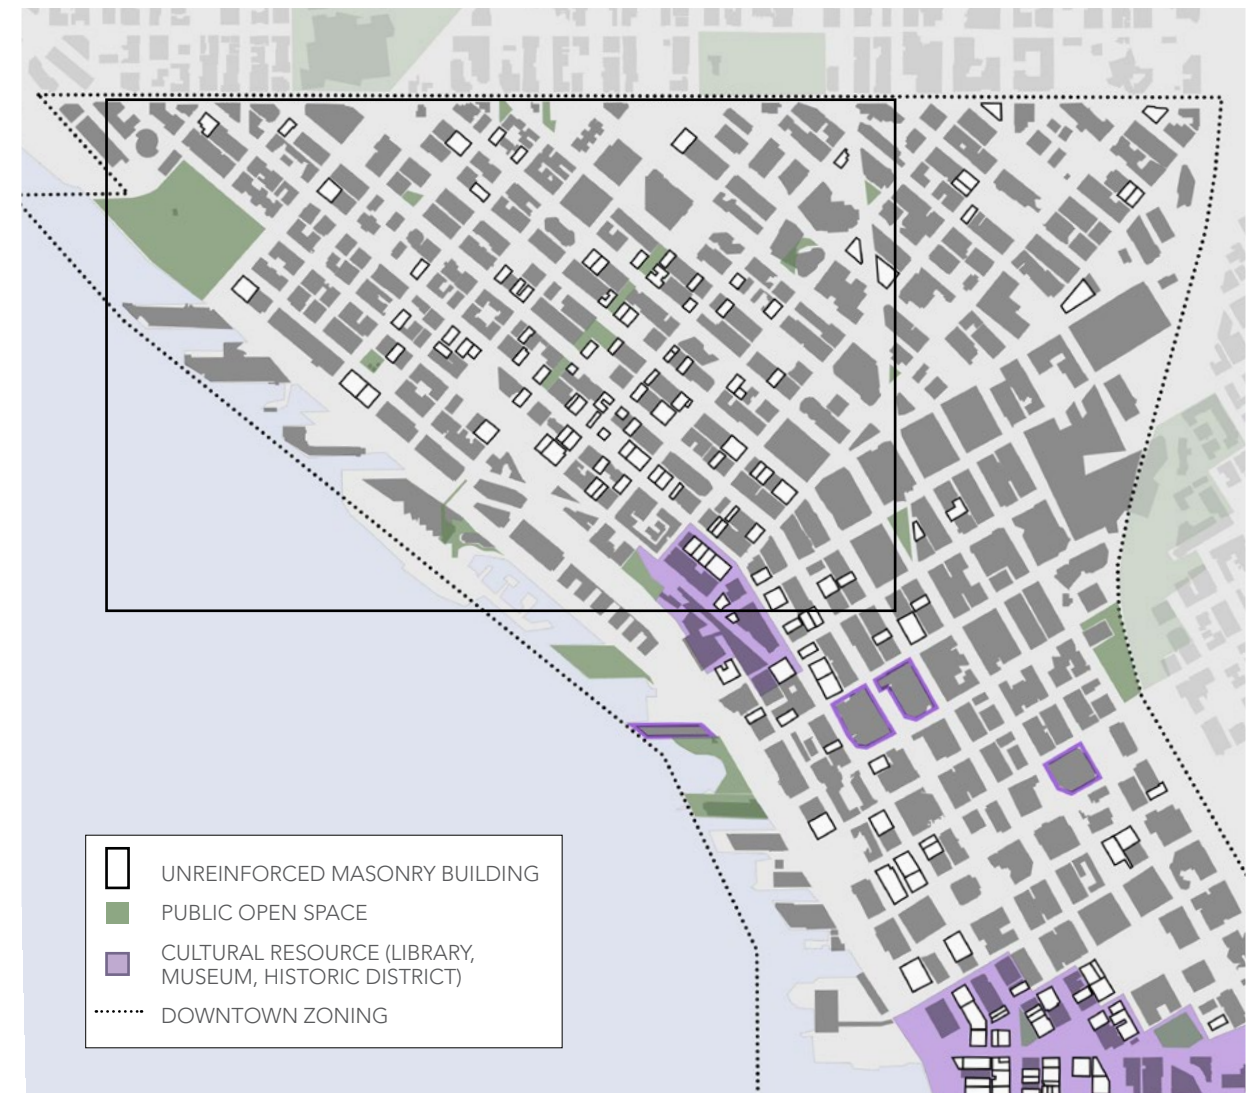 UNREINFORCED MASONRY BUILDING
PUBLIC OPEN SPACE
CULTURAL RESOURCE (LIBRARY,
MUSEUM, HISTORIC DISTRICT)
DOWNTOWN ZONING